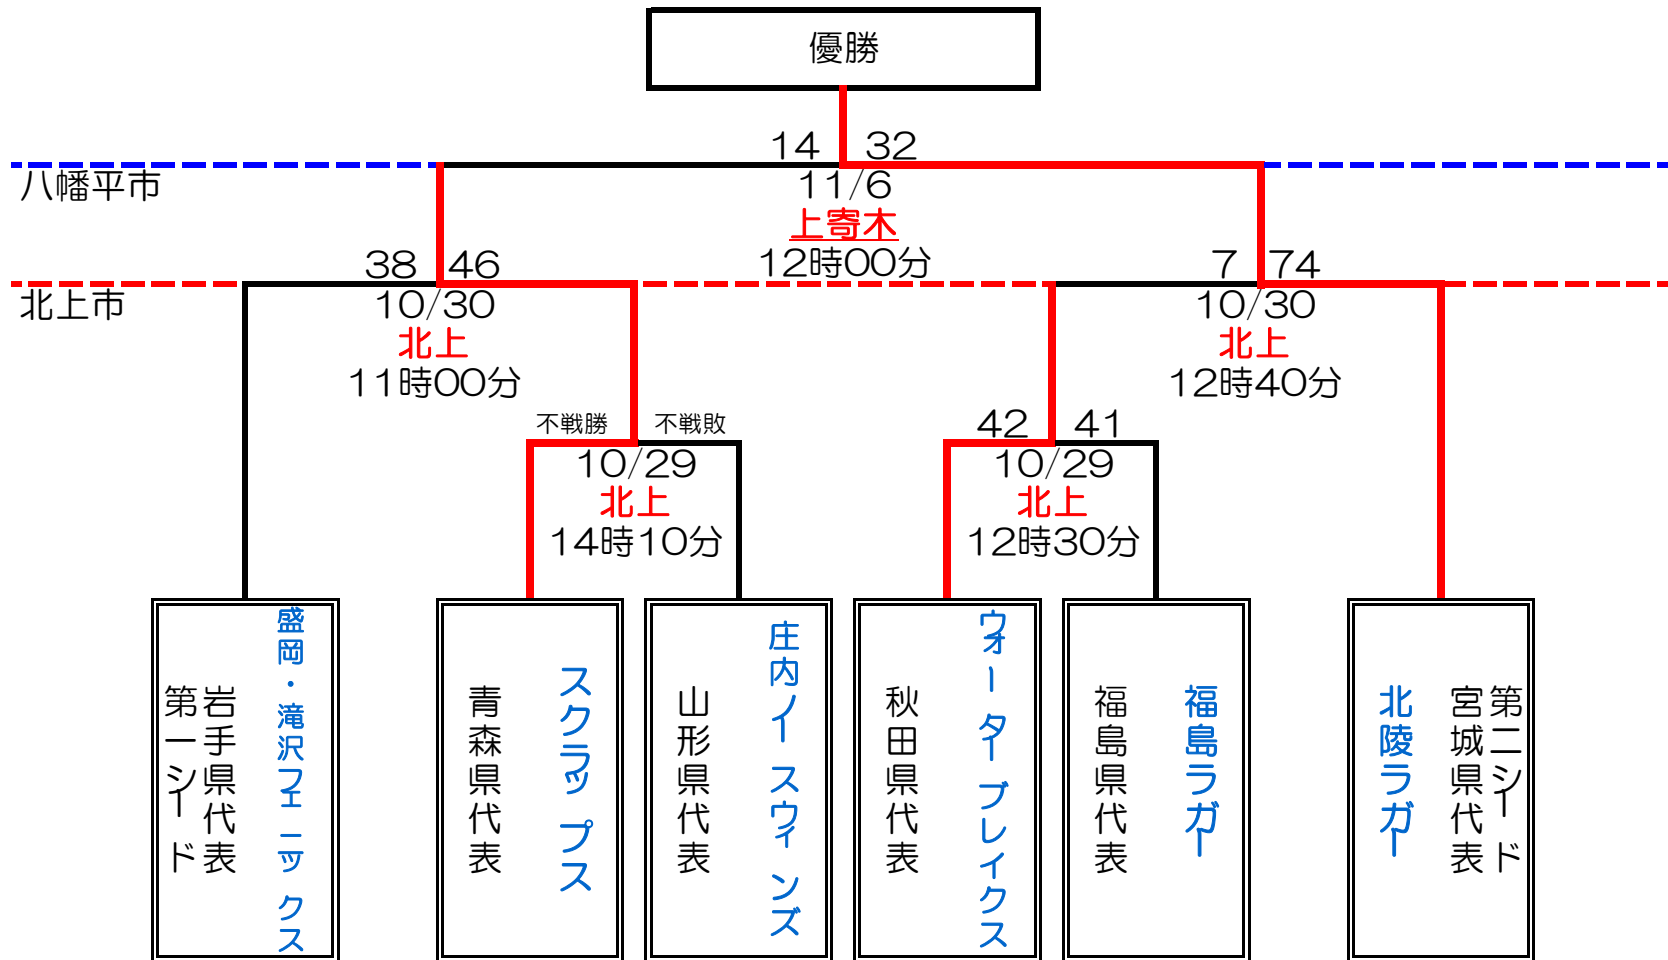 優勝
14 32
八幡平市
11/6
上寄木
12時00分
38 46
7 74
北上市
10/30
北上
11時00分
10/30
北上
12時40分
不戦勝 不戦敗
10/29
北上
14時10分
42 41
10/29
北上
12時30分
第一シード
岩手県代表
盛岡・滝沢フェニックス
青森県代表
スクラップス
山形県代表
庄内ノイスウィンズ
秋田県代表
ウォーターブレイクス
福島県代表
福島ラガー
北陵ラガー
宮城県代表
第二シード